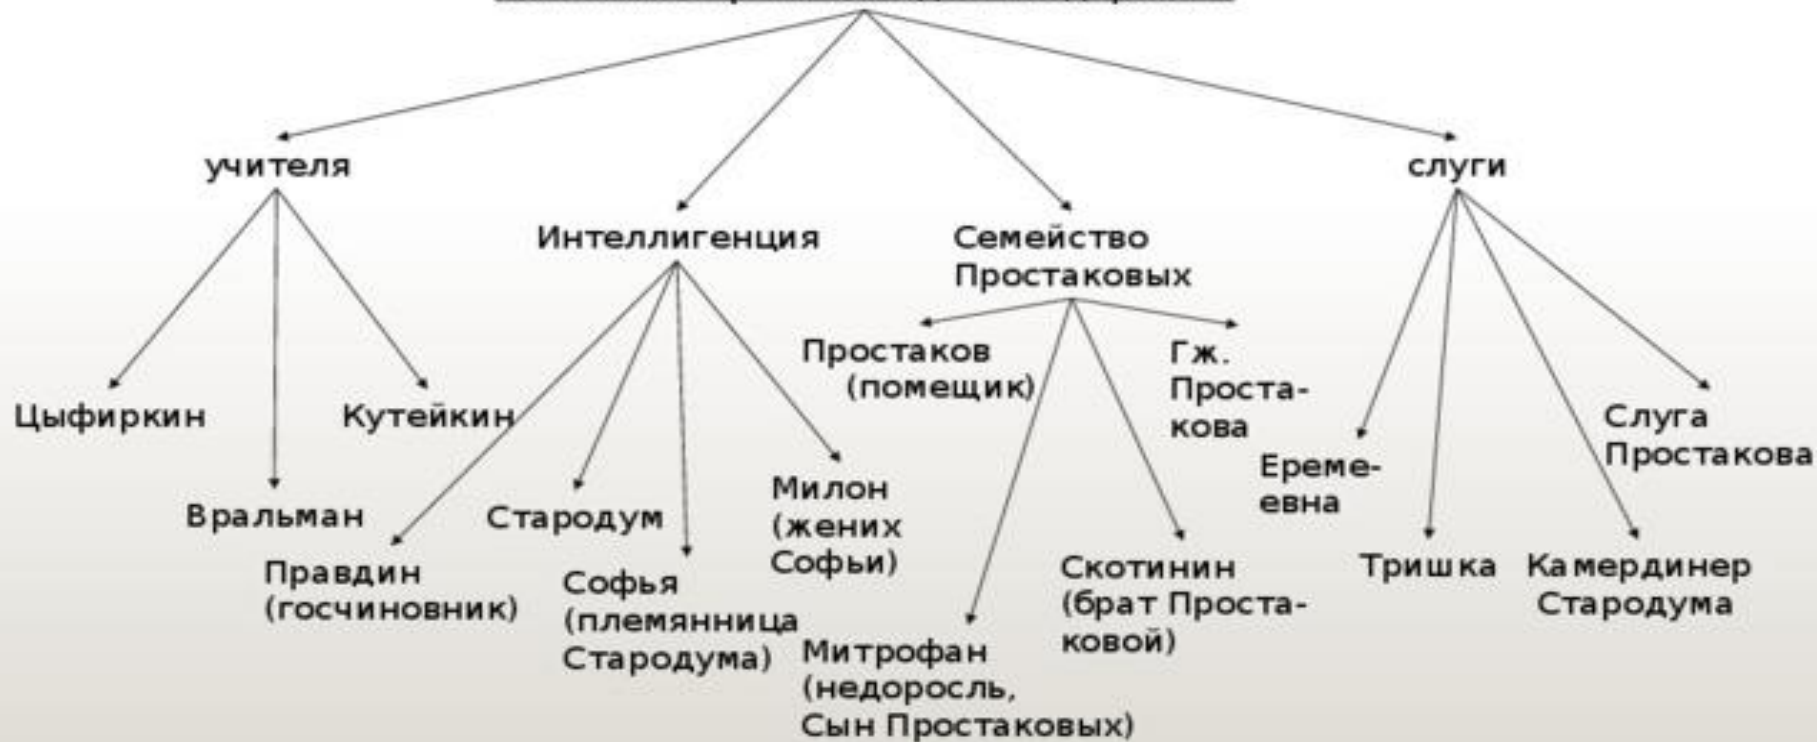 учителя
слуги
Интеллигенция
Семейство
Простаковых
Простаков
(помещик)
Гж.
Проста-
кова
Цыфиркин
Кутейкин
Слуга
Простакова
Ереме-
евна
Вральман
Стародум
Милон
(жених
Софьи)
Правдин
(госчиновник)
Софья
(племянница
Стародума)
Скотинин
(брат Проста-
ковой)
Тришка
Камердинер
Стародума
Митрофан
(недоросль,
Сын Простаковых)